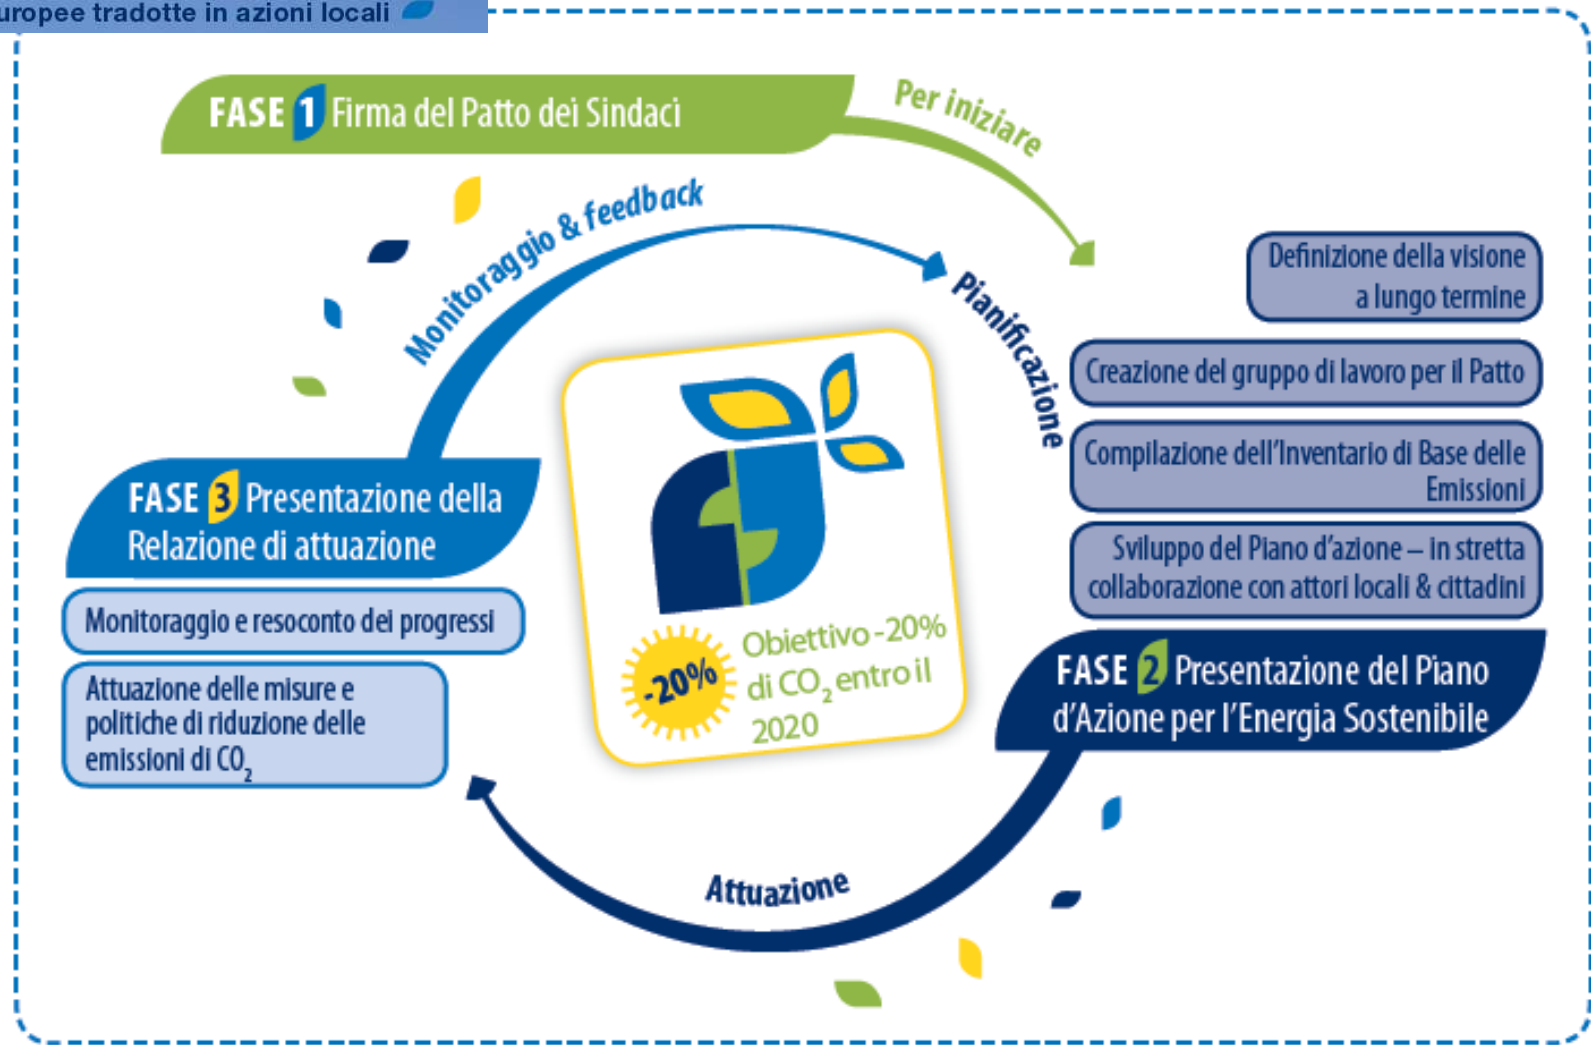 tradotte in azioni locali
FASE 1 Firma del Patto dei Sindaci
Per iniziare
Monitoraggio & feedback
Pianificazione
Definizione della visione
a lungo termine
Creazione del gruppo di lavoro per il Patto
Compilazione dell'Inventario di Base delle
Emissioni
Sviluppo del Piano d'azione – in stretta
collaborazione con attori locali & cittadini
FASE 2 Presentazione del Piano
d'Azione per l'Energia Sostenibile
FASE 3 Presentazione della
Relazione di attuazione
Monitoraggio e resoconto dei progressi
Attuazione delle misure e
politiche di riduzione delle
emissioni di CO₂
-20%
Obiettivo -20%
di CO₂ entro il
2020
Attuazione